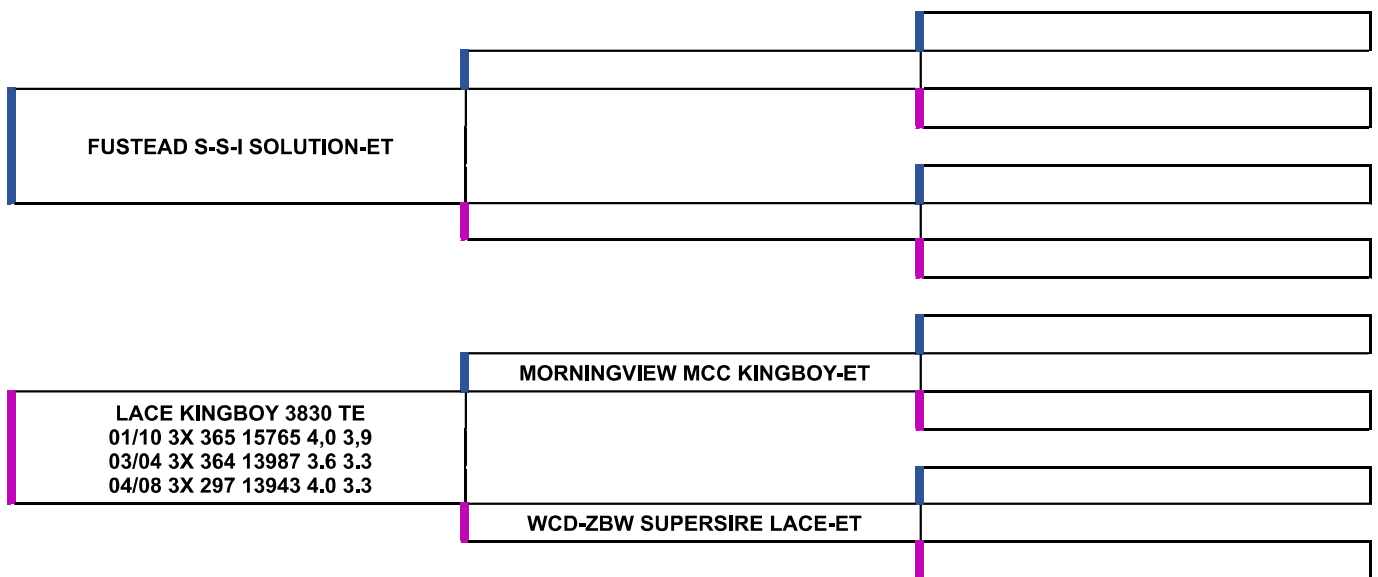 FUSTEAD S-S-I SOLUTION-ET
MORNINGVIEW MCC KINGBOY-ET
LACE KINGBOY 3830 TE
01/10 3X 365 15765 4,0 3,9
03/04 3X 364 13987 3.6 3.3
04/08 3X 297 13943 4.0 3.3
WCD-ZBW SUPERSIRE LACE-ET